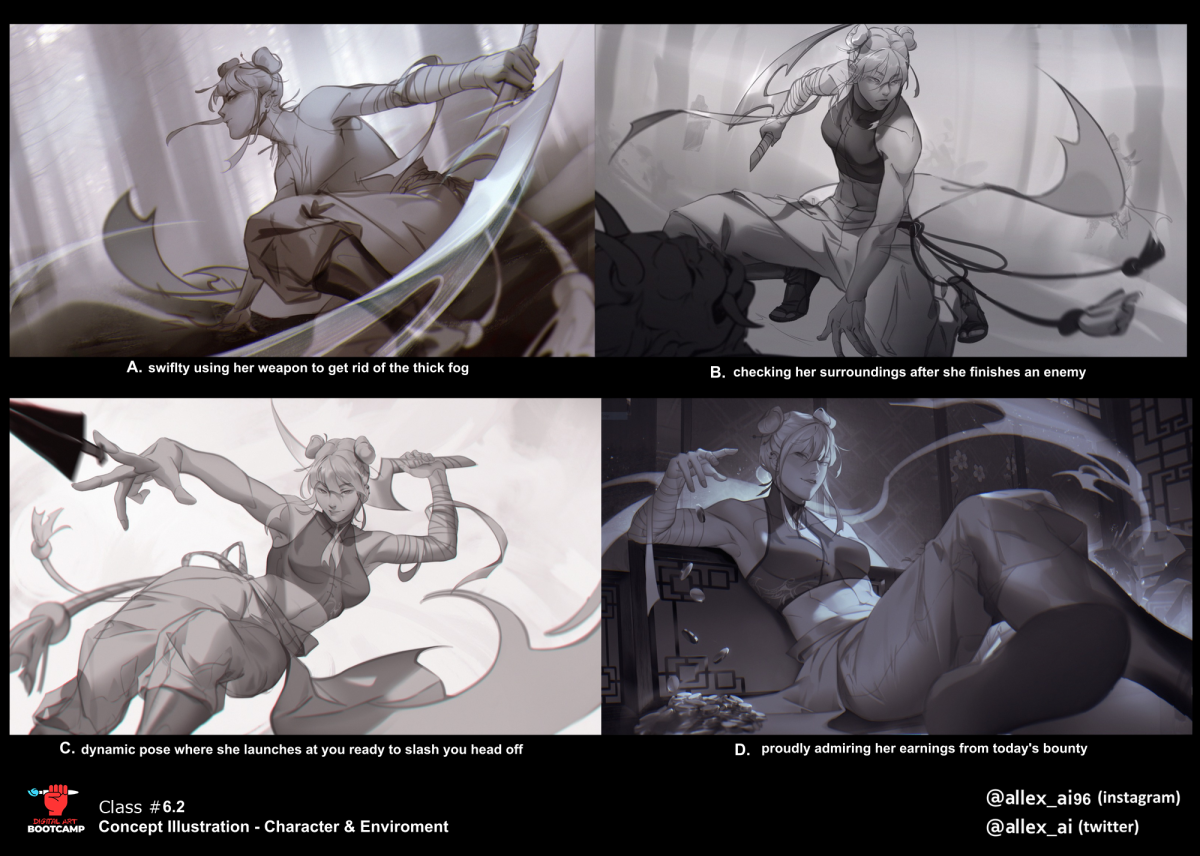 A. swiflty using her weapon to get rid of the thick fog
B. checking her surroundings after she finishes an enemy
C. dynamic pose where she launches at you ready to slash you head off
D. proudly admiring her earnings from today's bounty
DIGITAL ART
BOOTCAMP
Class #6.2
Concept Illustration - Character & Enviroment
@allex_ai96 (instagram)
@allex_ai (twitter)